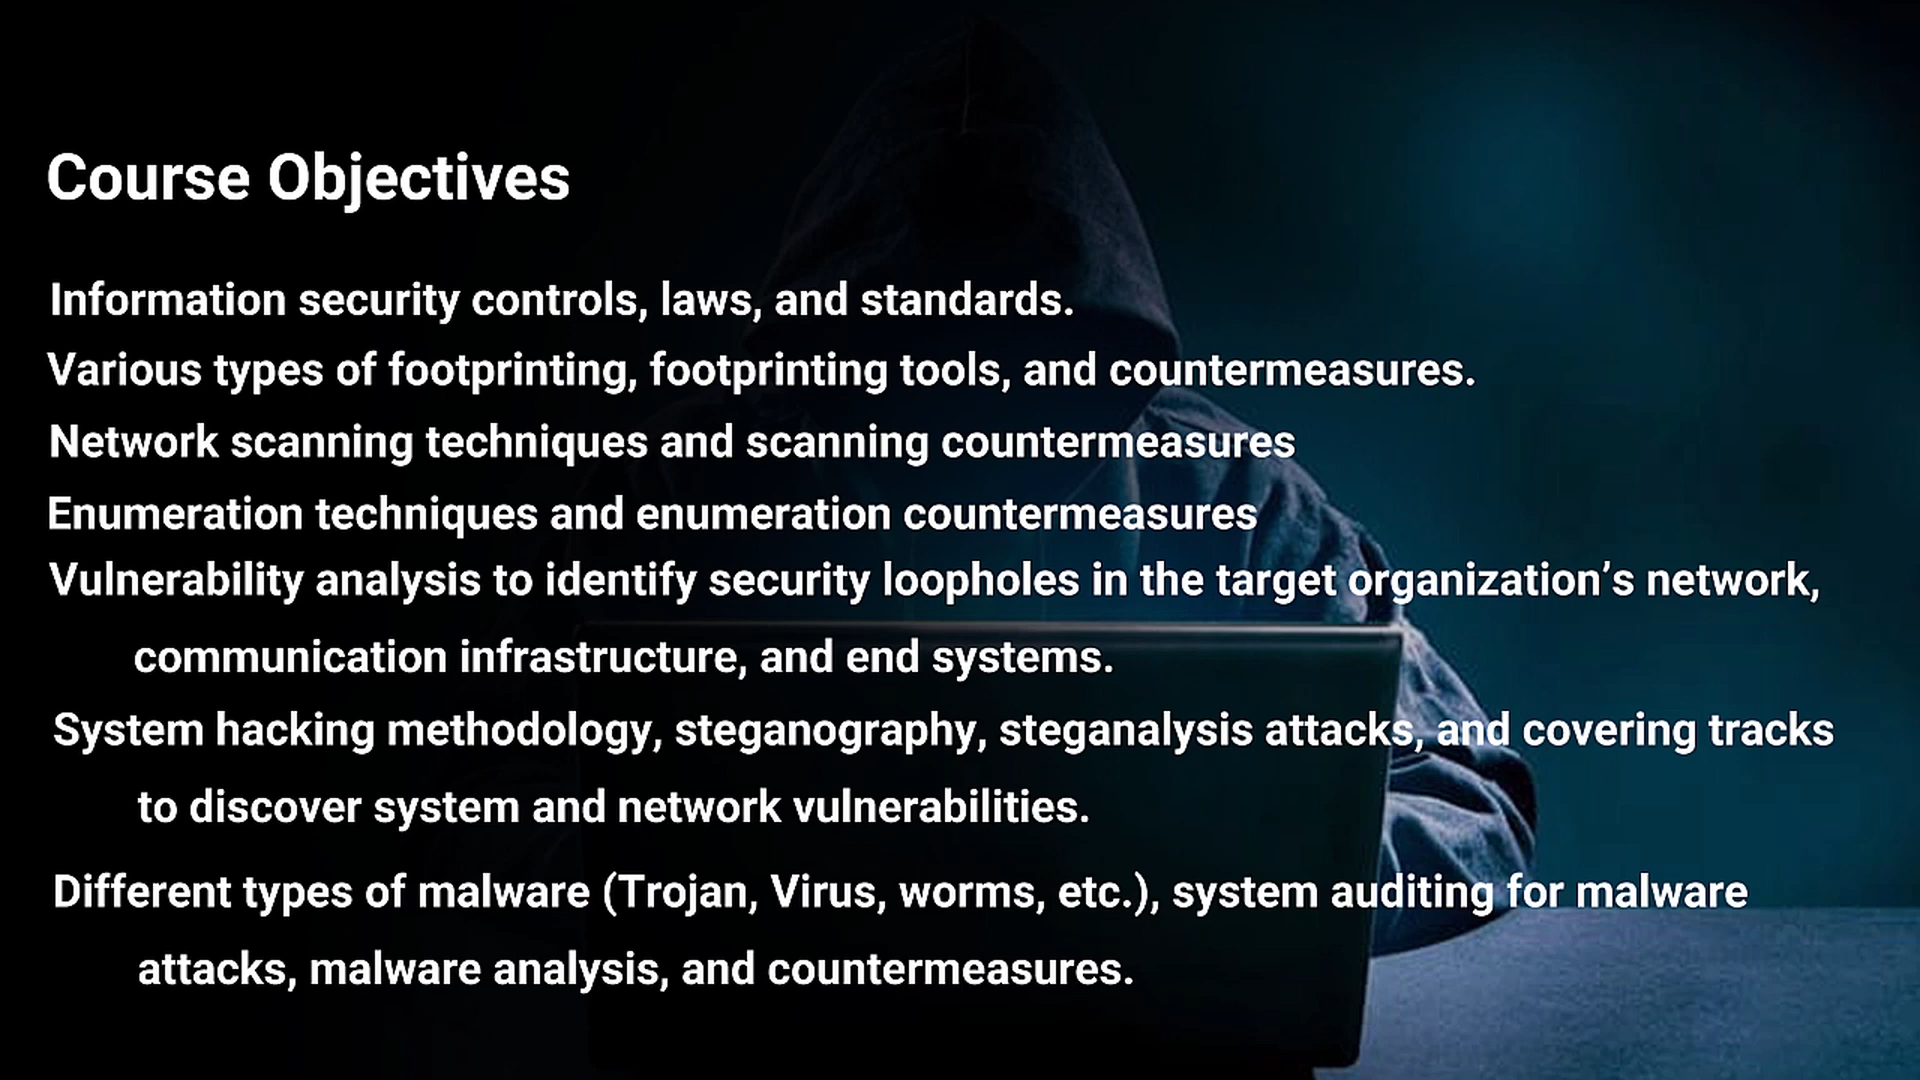 Course Objectives
Information security controls, laws, and standards.
Various types of footprinting, footprinting tools, and countermeasures.
Network scanning techniques and scanning countermeasures
Enumeration techniques and enumeration countermeasures
Vulnerability analysis to identify security loopholes in the target organization’s network,
communication infrastructure, and end systems.
System hacking methodology, steganography, steganalysis attacks, and covering tracks
to discover system and network vulnerabilities.
Different types of malware (Trojan, Virus, worms, etc.), system auditing for malware
attacks, malware analysis, and countermeasures.